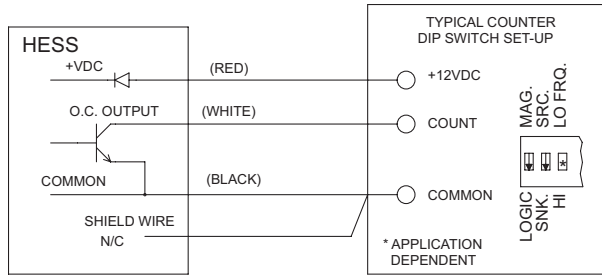 HESS
+VDC
(RED)
O.C. OUTPUT
(WHITE)
COMMON
(BLACK)
SHIELD WIRE
N/C
TYPICAL COUNTER
DIP SWITCH SET-UP
+12VDC
COUNT
COMMON
MAG.
SRC.
LO FRQ.
*
LOGIC
SNK.
HI
* APPLICATION
DEPENDENT